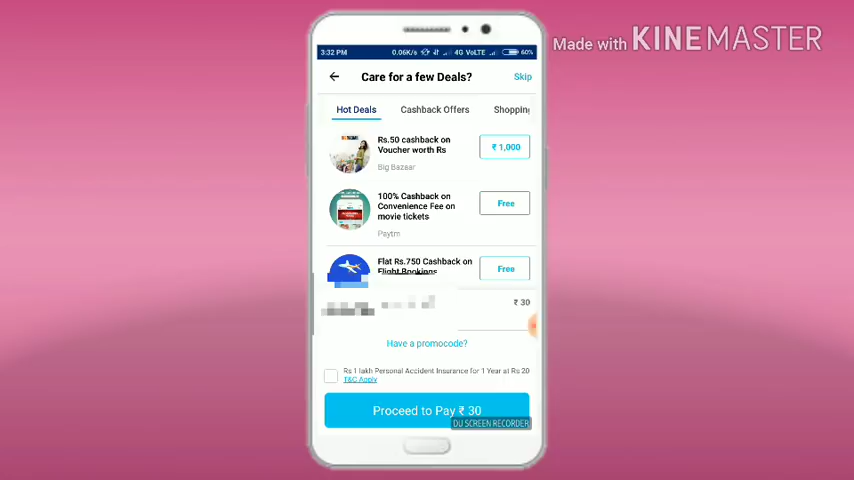 Made with KINEMASTER
3:32 PM 0.06K/s 4G VoLTE 60%
Care for a few Deals? Skip
Hot Deals Cashback Offers Shopping
Rs.50 cashback on
Voucher worth Rs
₹ 1,000
Big Bazaar
100% Cashback on
Convenience Fee on
movie tickets
Free
Paytm
Flat Rs.750 Cashback on
Flight Bookings
Free
₹ 30
Have a promocode?
Rs 1 lakh Personal Accident Insurance for 1 Year at Rs 20
T&C Apply
Proceed to Pay ₹ 30
DU SCREEN RECORDER